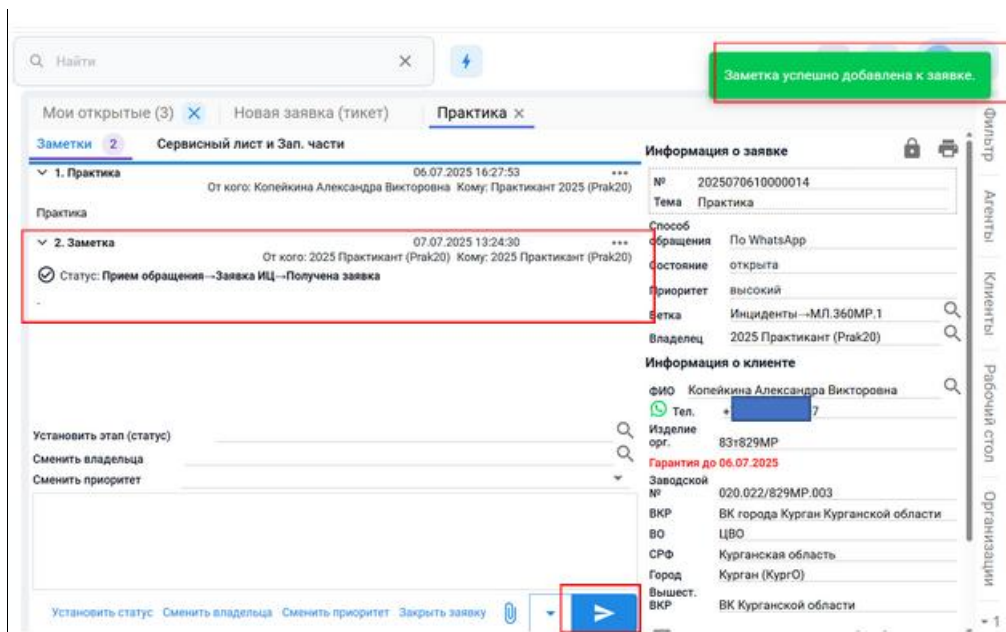 Найти
Заметка успешно добавлена к заявке.
Мои открытые (3) Новая заявка (тикет) Практика
Заметки 2 Сервисный лист и Зап. части
1. Практика 06.07.2025 16:27:53
От кого: Копейкина Александра Викторовна Кому: Практикант 2025 (Prak20)
Практика
2. Заметка 07.07.2025 13:24:30
От кого: 2025 Практикант (Prak20) Кому: 2025 Практикант (Prak20)
Статус: Прием обращения→Заявка ИЦ→Получена заявка
-
Установить этап (статус)
Сменить владельца
Сменить приоритет
Установить статус Сменить владельца Сменить приоритет Закрыть заявку
Информация о заявке
№ 2025070610000014
Тема Практика
Способ
обращения По WhatsApp
Состояние открыта
Приоритет высокий
Ветка Инциденты→МЛ.360МР.1
Владелец 2025 Практикант (Prak20)
Информация о клиенте
ФИО Копейкина Александра Викторовна
Тел. + 7
Изделие
орг. 83т829МР
Гарантия до 06.07.2025
Заводской
№ 020.022/829МР.003
ВКР ВК города Курган Курганской области
ВО ЦВО
СРФ Курганская область
Город Курган (КургО)
Вышест.
ВКР ВК Курганской области
Фильтр
Агенты
Клиенты
Рабочий стол
Организации
1